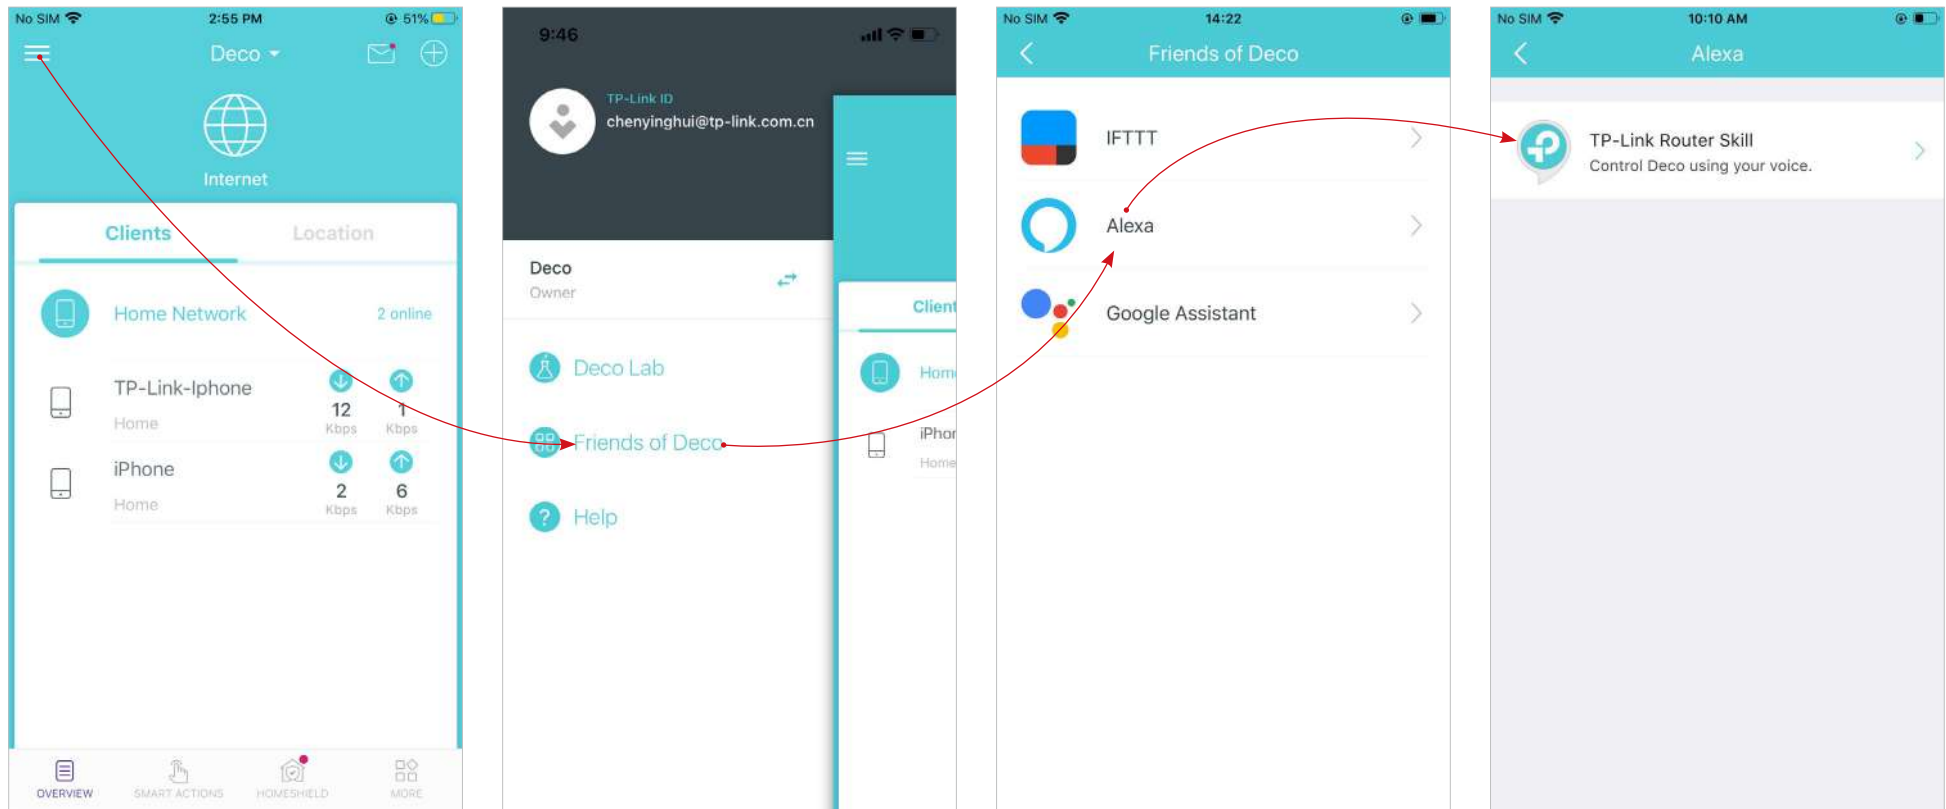 No SIM 2:55 PM 51%
Deco
Internet
Clients Location
Home Network 2 online
TP-Link-Iphone
Home
12 1
Kbps Kbps
iPhone
Home
2 6
Kbps Kbps
OVERVIEW SMART ACTIONS HOMESHIELD MORE
9:46
TP-Link ID
chenyinghui@tp-link.com.cn
Deco
Owner
Deco Lab
Friends of Deco
? Help
Client
Hom
iPhor
Home
No SIM 14:22
Friends of Deco
IFTTT
Alexa
Google Assistant
No SIM 10:10 AM
Alexa
TP-Link Router Skill
Control Deco using your voice.